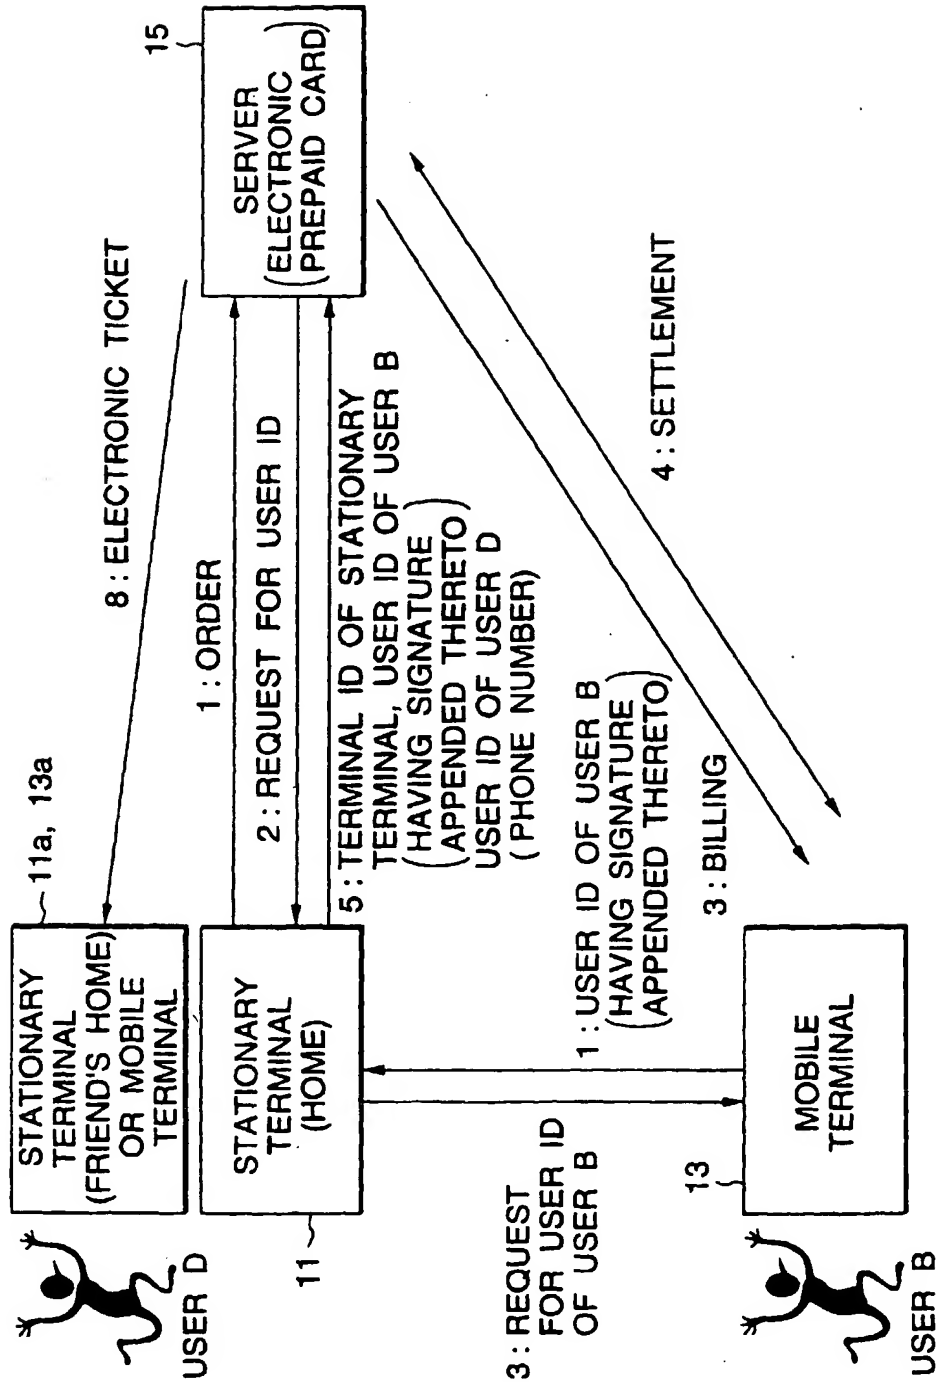 USER D
STATIONARY
TERMINAL
(FRIEND'S HOME)
OR MOBILE
TERMINAL
11a, 13a
8 : ELECTRONIC TICKET
15
SERVER
(ELECTRONIC
PREPAID CARD)
11
STATIONARY
TERMINAL
(HOME)
1 : ORDER
2 : REQUEST FOR USER ID
5 : TERMINAL ID OF STATIONARY
TERMINAL, USER ID OF USER B
(HAVING SIGNATURE
APPENDED THERETO)
USER ID OF USER D
(PHONE NUMBER)
3 : REQUEST
FOR USER ID
OF USER B
1 : USER ID OF USER B
(HAVING SIGNATURE
APPENDED THERETO)
3 : BILLING
4 : SETTLEMENT
USER B
13
MOBILE
TERMINAL